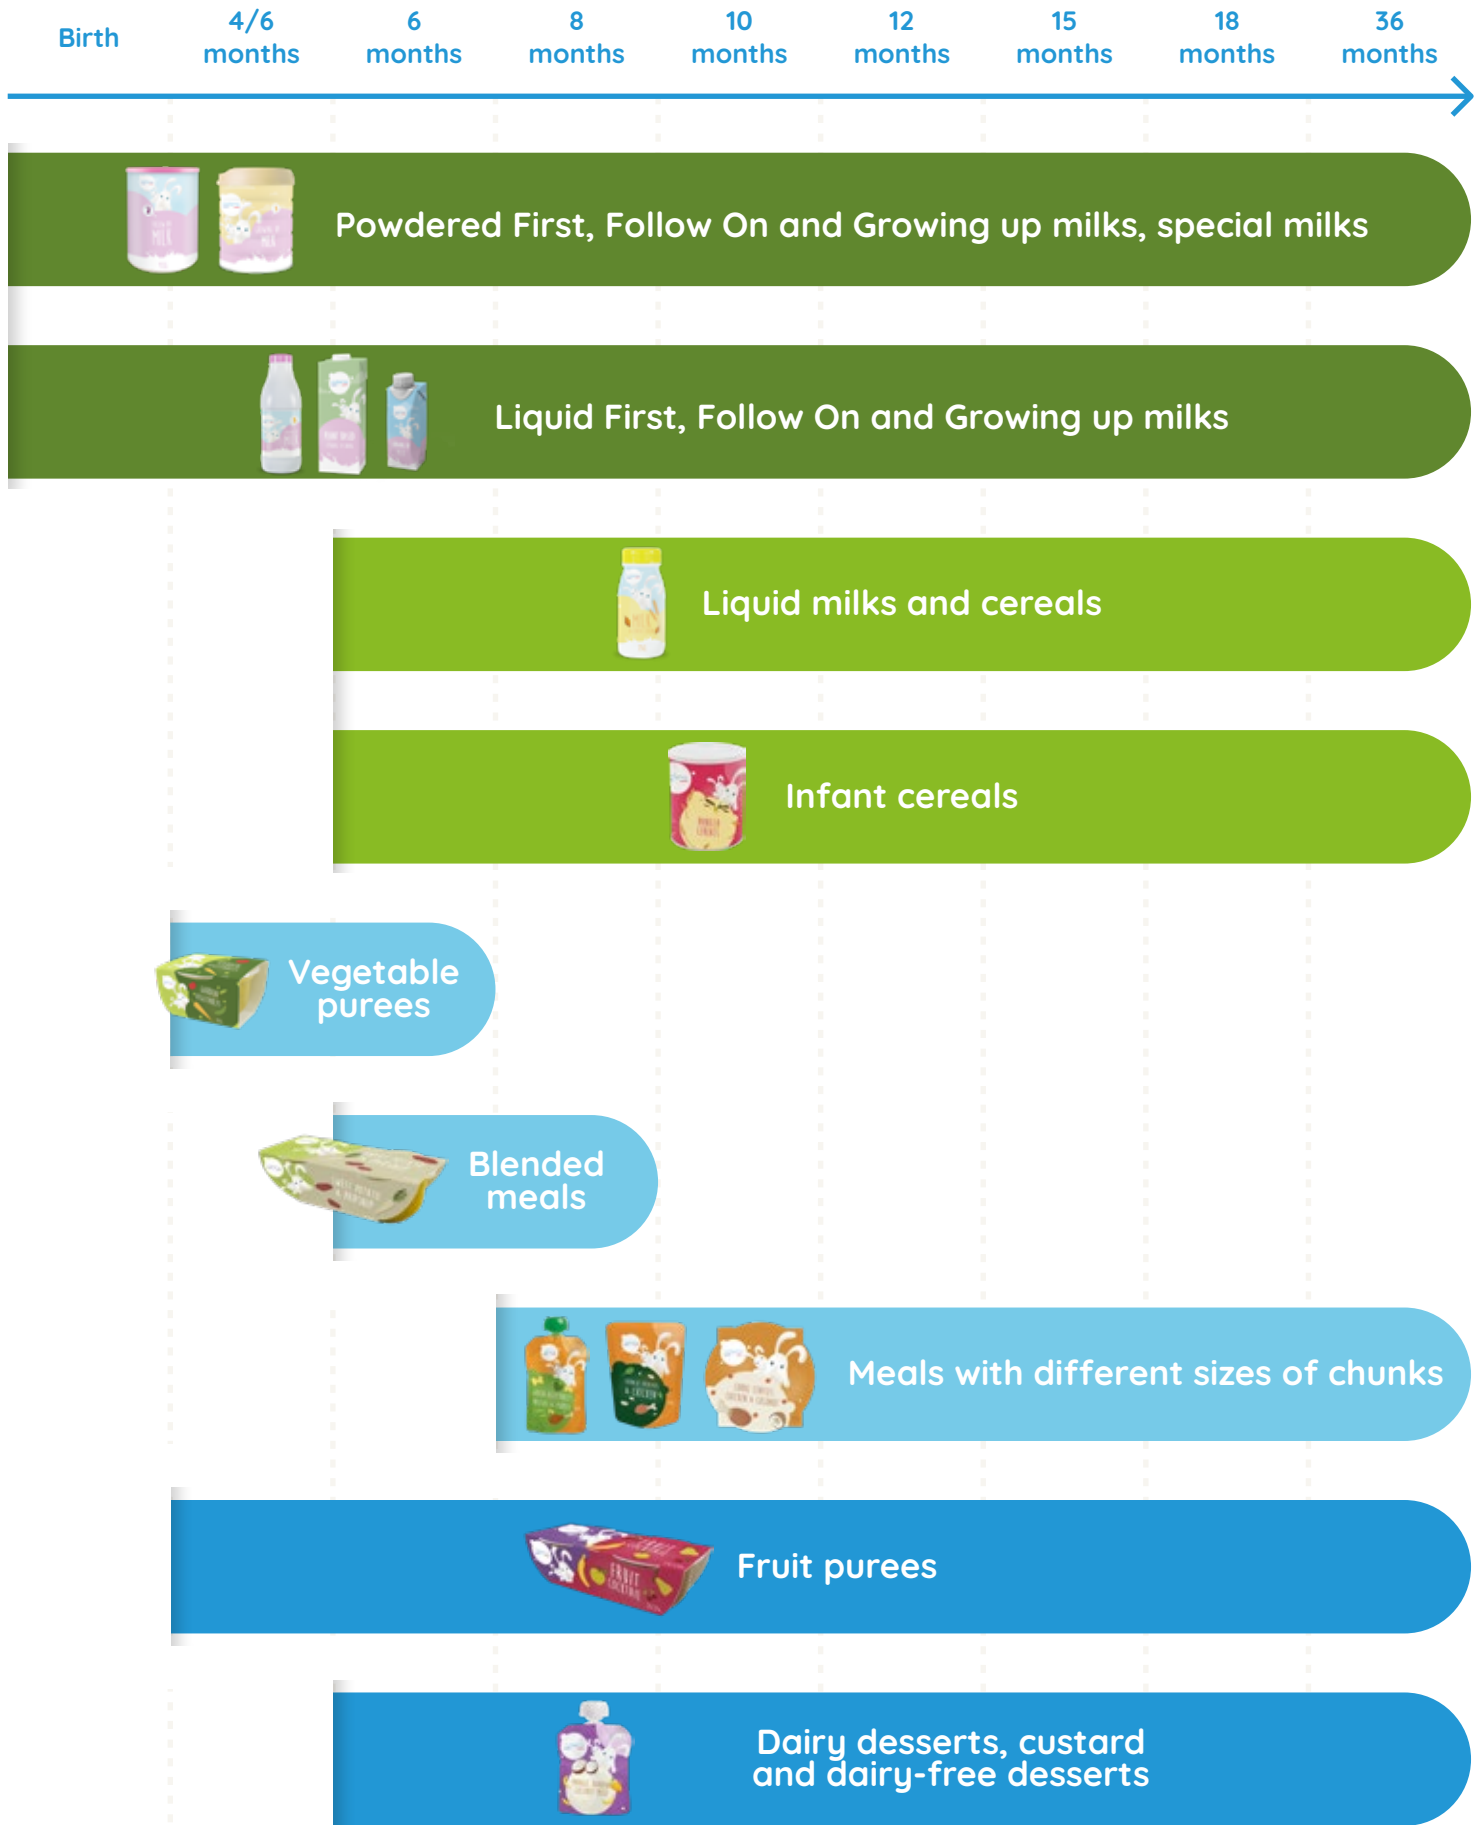 Birth
4/6
months
6
months
8
months
10
months
12
months
15
months
18
months
36
months
Powdered First, Follow On and Growing up milks, special milks
Liquid First, Follow On and Growing up milks
Liquid milks and cereals
Infant cereals
Vegetable
purees
Blended
meals
Meals with different sizes of chunks
Fruit purees
FRUIT
COCKTAIL
Dairy desserts, custard
and dairy-free desserts